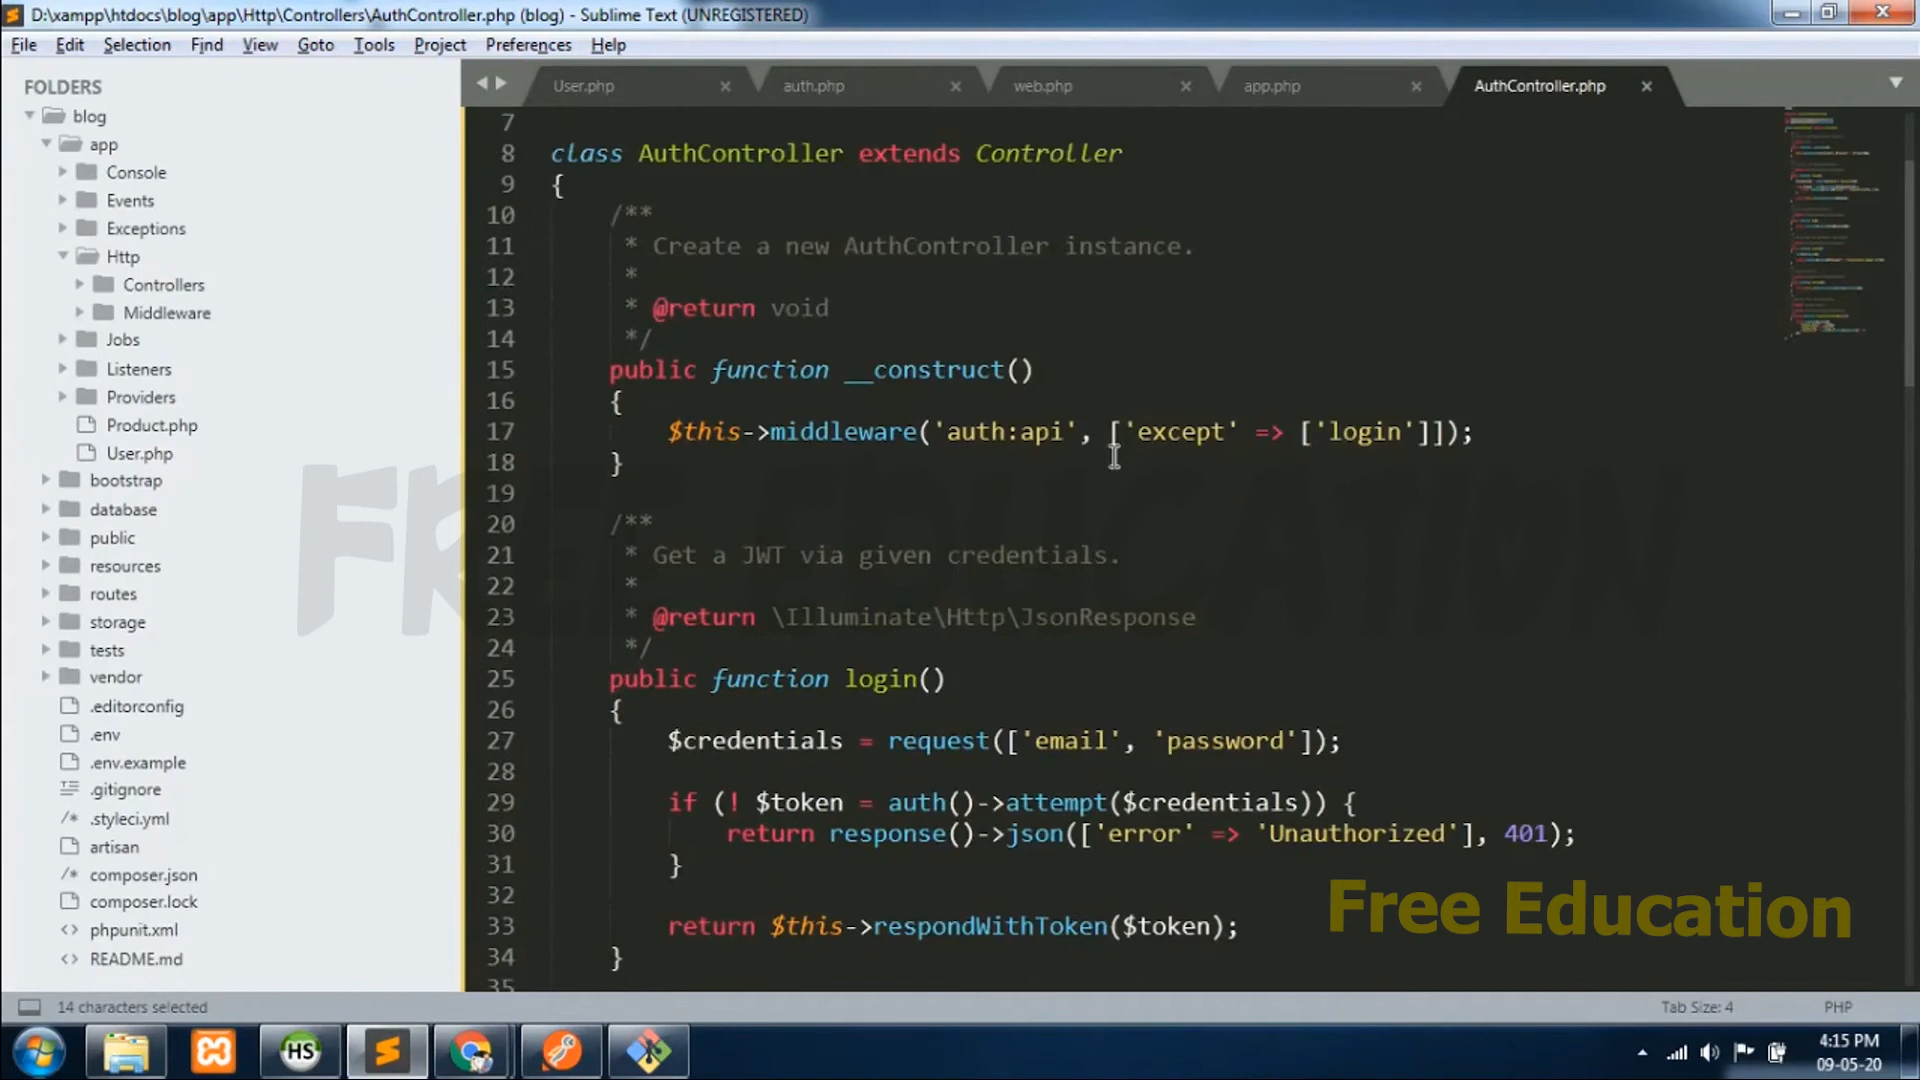 D:\xampp\htdocs\blog\app\Http\Controllers\AuthController.php (blog) - Sublime Text (UNREGISTERED)
File Edit Selection Find View Goto Tools Project Preferences Help
FOLDERS
blog
app
Console
Events
Exceptions
Http
Controllers
Middleware
Jobs
Listeners
Providers
Product.php
User.php
bootstrap
database
public
resources
routes
storage
tests
vendor
.editorconfig
.env
.env.example
.gitignore
.styleci.yml
artisan
composer.json
composer.lock
phpunit.xml
README.md
User.php auth.php web.php app.php AuthController.php
7
8 class AuthController extends Controller
9 {
10 /**
11 * Create a new AuthController instance.
12 *
13 * @return void
14 */
15 public function __construct()
16 {
17 $this->middleware('auth:api', ['except' => ['login']]);
18 }
19
20 /**
21 * Get a JWT via given credentials.
22 *
23 * @return \Illuminate\Http\JsonResponse
24 */
25 public function login()
26 {
27 $credentials = request(['email', 'password']);
28
29 if (! $token = auth()->attempt($credentials)) {
30 return response()->json(['error' => 'Unauthorized'], 401);
31 }
32
33 return $this->respondWithToken($token);
34 }
35
FREE EDUCATION
Free Education
14 characters selected
Tab Size: 4 PHP
HS
4:15 PM
09-05-20